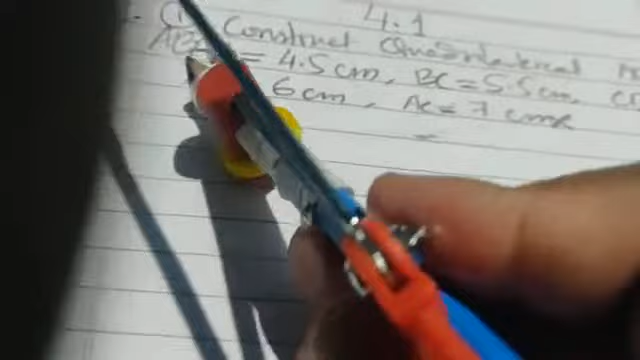 4.1
Construct Quadrilateral
= 4.5 cm, BC = 5.5 cm,
6 cm, AC = 7 cm